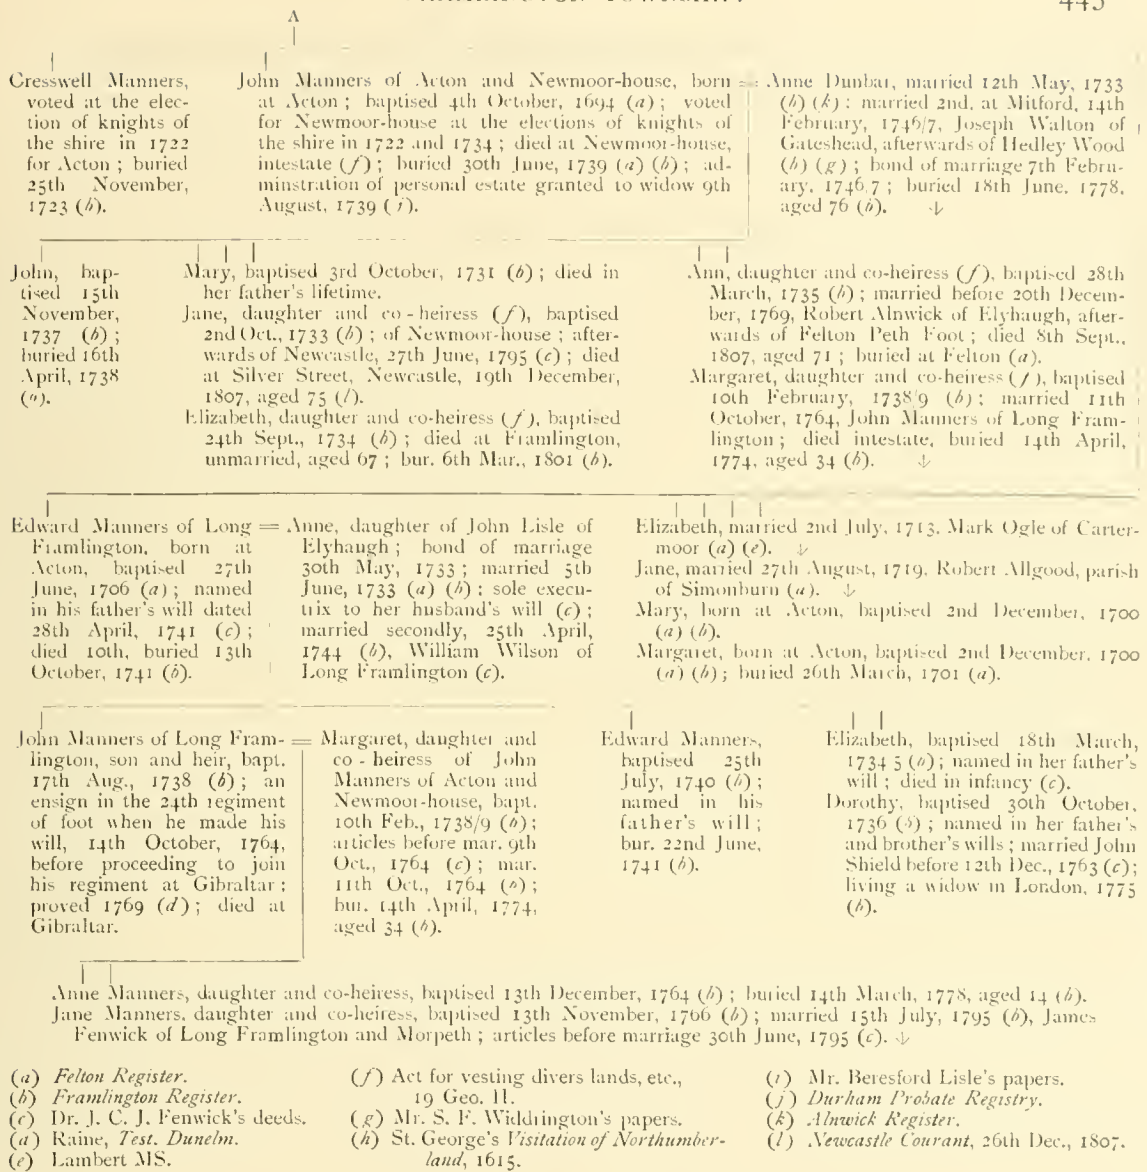 445
A
Cresswell Manners,
voted at the elec-
tion of knights of
the shire in 1722
for Acton ; buried
25th November,
1723 (b).
John Manners of Acton and Newmoor-house, born
at Acton ; baptised 4th October, 1694 (a) ; voted
for Newmoor-house at the elections of knights of
the shire in 1722 and 1734 ; died at Newmoor-house,
intestate (f) ; buried 30th June, 1739 (a) (b) ; ad-
minstration of personal estate granted to widow 9th
August, 1739 (j).
= Anne Dunbar, married 12th May, 1733
(b) (k) : married 2nd, at Mitford, 14th
February, 1746/7, Joseph Walton of
Gateshead, afterwards of Hedley Wood
(b) (g) ; bond of marriage 7th Febru-
ary, 1746/7 ; buried 18th June, 1778,
aged 76 (b). ↓
John, bap-
tised 15th
November,
1737 (b) ;
buried 16th
April, 1738
(a).
Mary, baptised 3rd October, 1731 (b) ; died in
her father's lifetime.
Jane, daughter and co-heiress (f), baptised
2nd Oct., 1733 (b) ; of Newmoor-house ; after-
wards of Newcastle, 27th June, 1795 (c) ; died
at Silver Street, Newcastle, 19th December,
1807, aged 75 (l).
Elizabeth, daughter and co-heiress (f), baptised
24th Sept., 1734 (b) ; died at Framlington,
unmarried, aged 67 ; bur. 6th Mar., 1801 (b).
Ann, daughter and co-heiress (f), baptised 28th
March, 1735 (b) ; married before 20th Decem-
ber, 1769, Robert Alnwick of Elyhaugh, after-
wards of Felton Peth Foot ; died 8th Sept.,
1807, aged 71 ; buried at Felton (a).
Margaret, daughter and co-heiress (f), baptised
10th February, 1738/9 (b) ; married 11th
October, 1764, John Manners of Long Fram-
lington ; died intestate, buried 14th April,
1774, aged 34 (b). ↓
Edward Manners of Long =
Framlington, born at
Acton, baptised 27th
June, 1706 (a) ; named
in his father's will dated
28th April, 1741 (c) ;
died 10th, buried 13th
October, 1741 (b).
Anne, daughter of John Lisle of
Elyhaugh ; bond of marriage
30th May, 1733 ; married 5th
June, 1733 (a) (b) : sole execu-
trix to her husband's will (c) ;
married secondly, 25th April,
1744 (b), William Wilson of
Long Framlington (c).
Elizabeth, married 2nd July, 1713, Mark Ogle of Carter-
moor (a) (e). ↓
Jane, married 27th August, 1719, Robert Allgood, parish
of Simonburn (a). ↓
Mary, born at Acton, baptised 2nd December, 1700
(a) (b).
Margaret, born at Acton, baptised 2nd December, 1700
(a) (b) ; buried 26th March, 1701 (a).
John Manners of Long Fram- =
lington, son and heir, bapt.
17th Aug., 1738 (b) ; an
ensign in the 24th regiment
of foot when he made his
will, 14th October, 1764,
before proceeding to join
his regiment at Gibraltar ;
proved 1769 (d) ; died at
Gibraltar.
Margaret, daughter and
co-heiress of John
Manners of Acton and
Newmoor-house, bapt.
10th Feb., 1738/9 (b) ;
articles before mar. 9th
Oct., 1764 (c) ; mar.
11th Oct., 1764 (b) ;
bur. 14th April, 1774,
aged 34 (b).
Edward Manners,
baptised 25th
July, 1740 (b) ;
named in his
father's will ;
bur. 22nd June,
1741 (b).
Elizabeth, baptised 18th March,
1734 5 (b) ; named in her father's
will ; died in infancy (c).
Dorothy, baptised 30th October,
1736 (b) ; named in her father's
and brother's wills ; married John
Shield before 12th Dec., 1763 (c) ;
living a widow in London, 1775
(b).
Anne Manners, daughter and co-heiress, baptised 13th December, 1764 (b) ; buried 14th March, 1778, aged 14 (b).
Jane Manners, daughter and co-heiress, baptised 13th November, 1766 (b) ; married 15th July, 1795 (b), James
Fenwick of Long Framlington and Morpeth ; articles before marriage 30th June, 1795 (c). ↓
(a) Felton Register.
(b) Framlington Register.
(c) Dr. J. C. J. Fenwick's deeds.
(d) Raine, Test. Dunelm.
(e) Lambert MS.
(f) Act for vesting divers lands, etc.,
19 Geo. II.
(g) Mr. S. F. Widdrington's papers.
(h) St. George's Visitation of Northumber-
land, 1615.
(i) Mr. Beresford Lisle's papers.
(j) Durham Probate Registry.
(k) Alnwick Register.
(l) Newcastle Courant, 26th Dec., 1807.